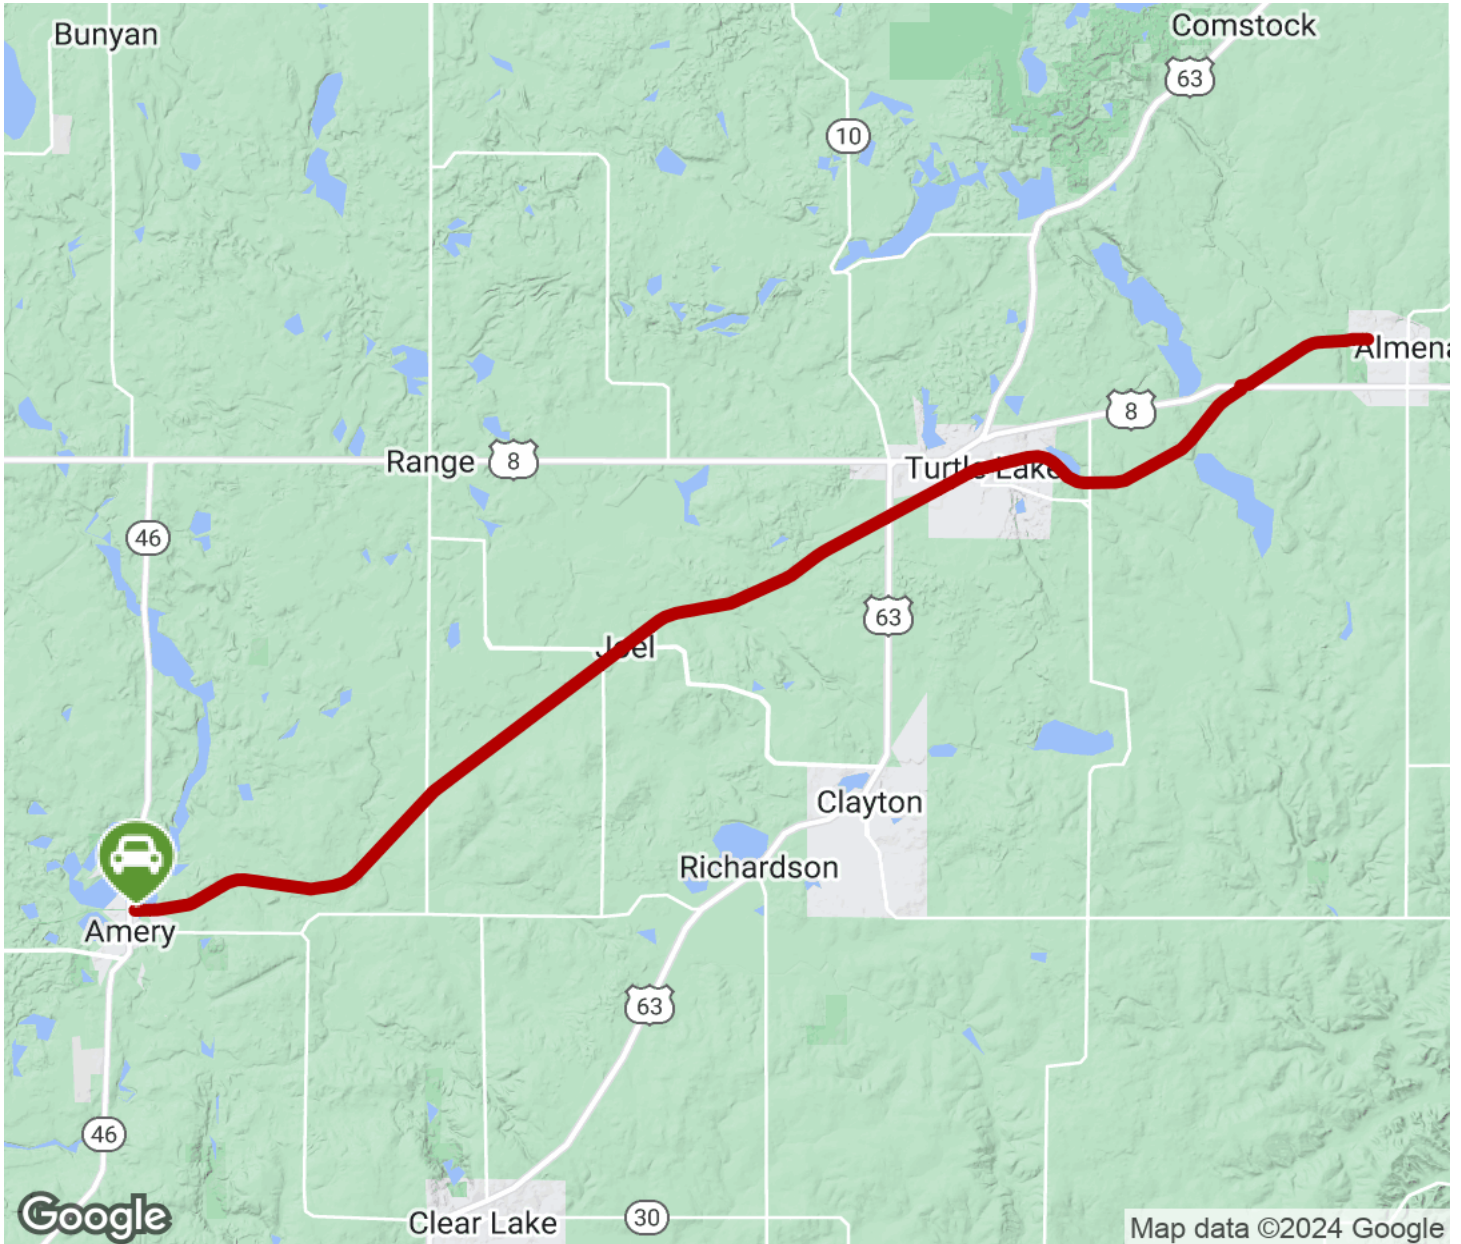 Bunyan
Comstock
63
10
Almena
8
Range
8
Turtle Lake
46
63
Joel
Clayton
Richardson
Amery
63
46
Clear Lake
30
Google
Map data ©2024 Google